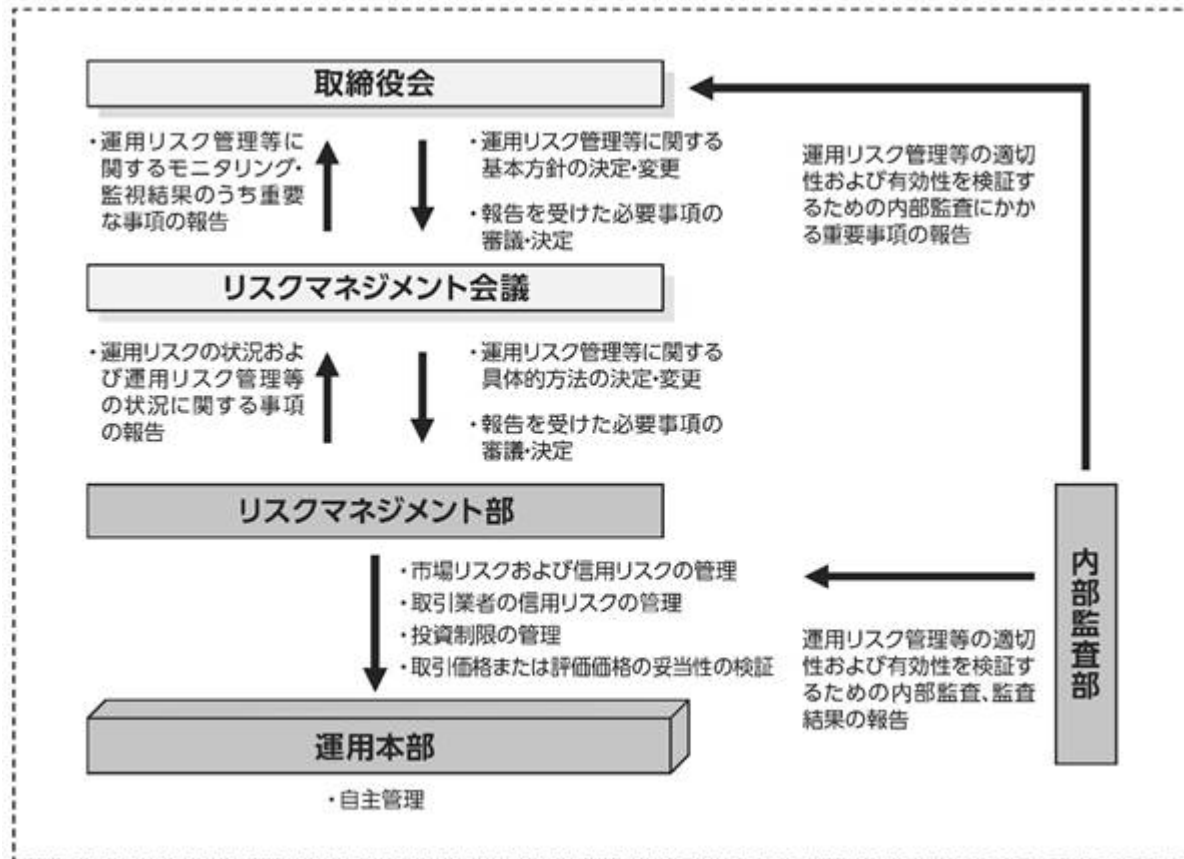 取締役会
・運用リスク管理等に
関するモニタリング・
監視結果のうち重要
な事項の報告
・運用リスク管理等に関する
基本方針の決定・変更
・報告を受けた必要事項の
審議・決定
運用リスク管理等の適切
性および有効性を検証す
るための内部監査にかか
る重要事項の報告
リスクマネジメント会議
・運用リスクの状況およ
び運用リスク管理等
の状況に関する事項
の報告
・運用リスク管理等に関する
具体的方法の決定・変更
・報告を受けた必要事項の
審議・決定
リスクマネジメント部
・市場リスクおよび信用リスクの管理
・取引業者の信用リスクの管理
・投資制限の管理
・取引価格または評価価格の妥当性の検証
内部監査部
運用リスク管理等の適切
性および有効性を検証す
るための内部監査、監査
結果の報告
運用本部
・自主管理